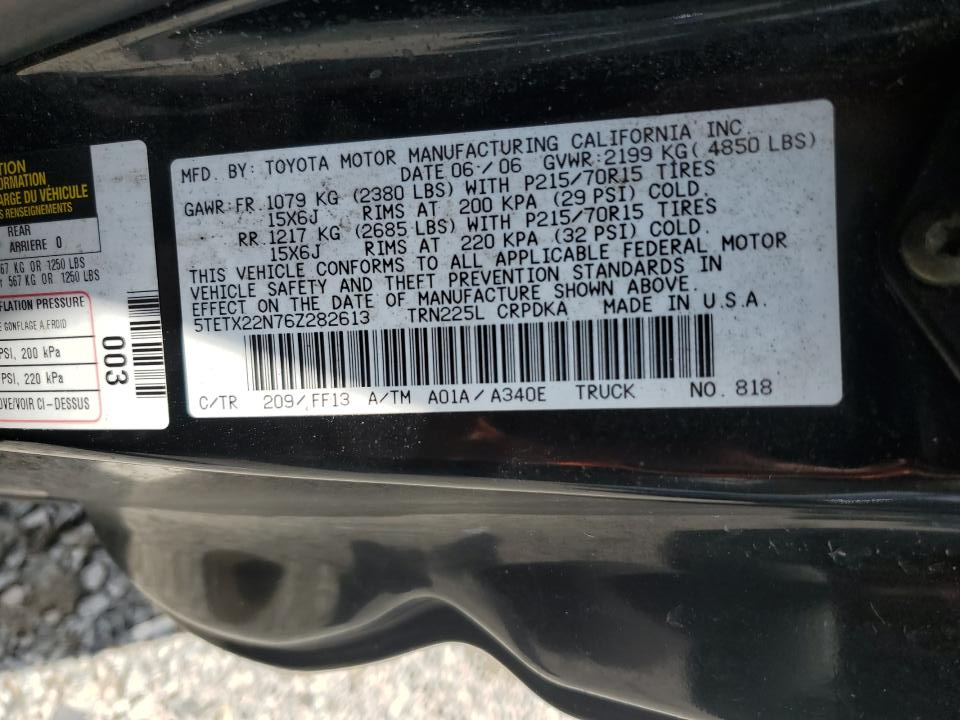 TION
FORMATION
ARGE DU VÉHICULE
S RENSEIGNEMENTS
REAR
ARRIERE 0
67 KG OR 1250 LBS
567 KG OR 1250 LBS
FLATION PRESSURE
E GONFLAGE A FROID
PSI, 200 kPa
PSI, 220 kPa
OVE/VOIR CI-DESSUS
003
MFD. BY: TOYOTA MOTOR MANUFACTURING CALIFORNIA INC.
DATE 06 / 06 GVWR:2199 KG( 4850 LBS)
GAWR:FR.1079 KG (2380 LBS) WITH P215/70R15 TIRES
15X6J RIMS AT 200 KPA (29 PSI) COLD.
RR.1217 KG (2685 LBS) WITH P215/70R15 TIRES
15X6J RIMS AT 220 KPA (32 PSI) COLD.
THIS VEHICLE CONFORMS TO ALL APPLICABLE FEDERAL MOTOR
VEHICLE SAFETY AND THEFT PREVENTION STANDARDS IN
EFFECT ON THE DATE OF MANUFACTURE SHOWN ABOVE.
5TETX22N76Z282613 TRN225L CRPDKA MADE IN U.S.A.
C/TR 209/FF13 A/TM A01A/A340E TRUCK NO. 818